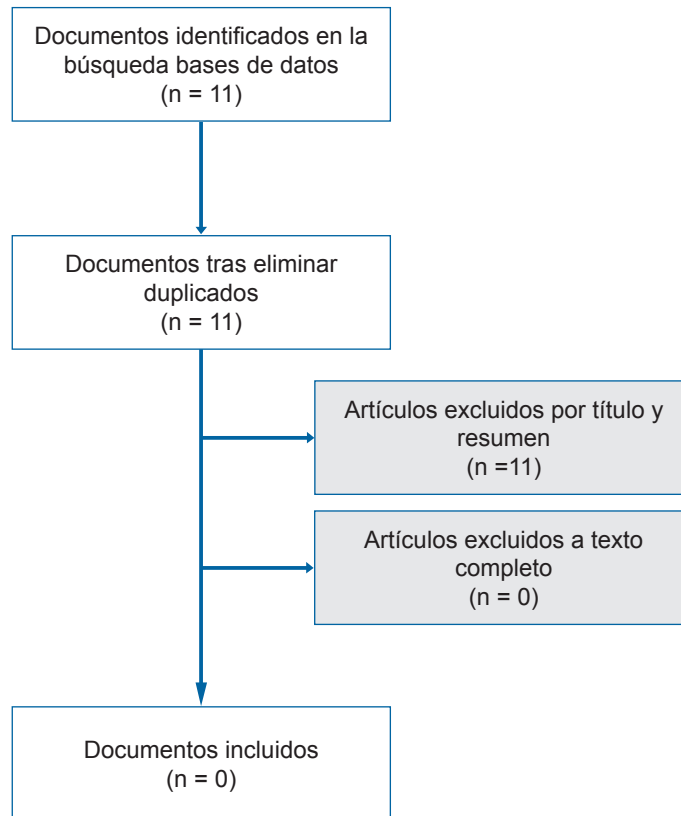 Documentos identificados en la
búsqueda bases de datos
(n = 11)
Documentos tras eliminar
duplicados
(n = 11)
Artículos excluidos por título y
resumen
(n =11)
Artículos excluidos a texto
completo
(n = 0)
Documentos incluidos
(n = 0)